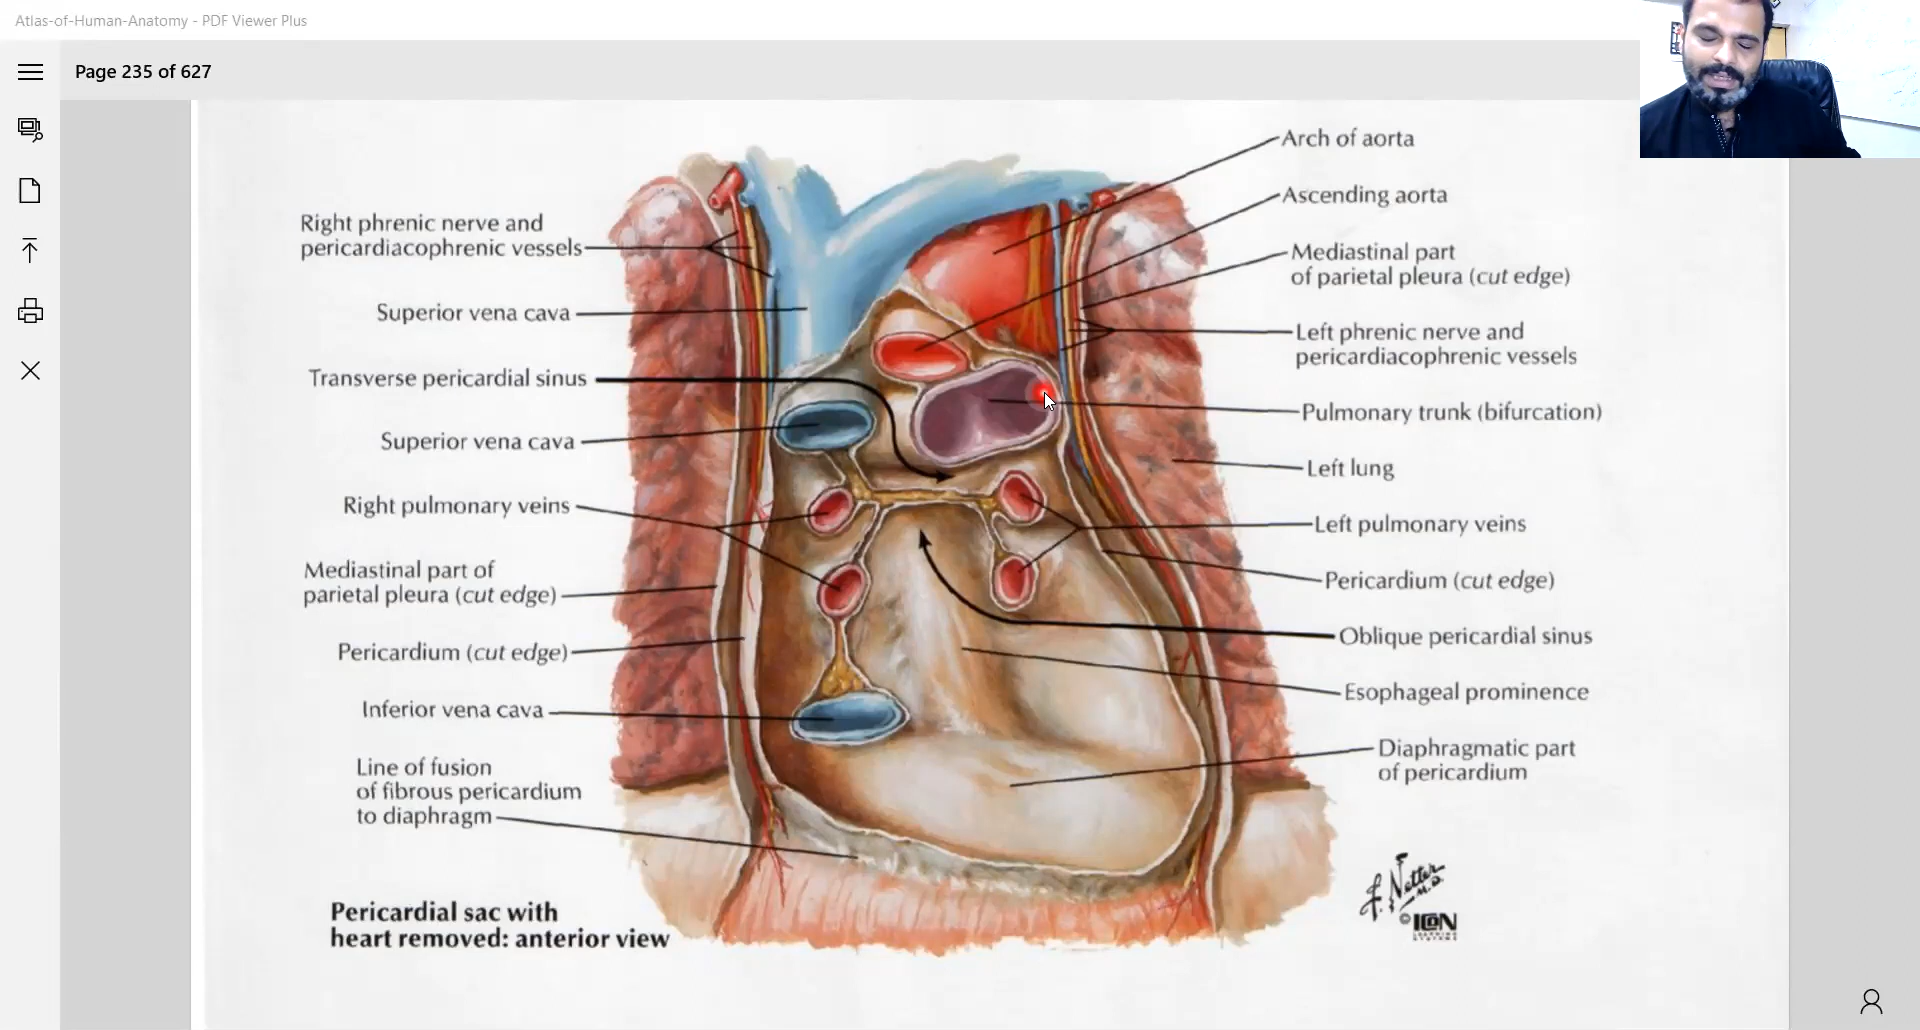 Atlas-of-Human-Anatomy - PDF Viewer Plus
Page 235 of 627
Arch of aorta
Ascending aorta
Mediastinal part
of parietal pleura (cut edge)
Left phrenic nerve and
pericardiacophrenic vessels
Pulmonary trunk (bifurcation)
Left lung
Left pulmonary veins
Pericardium (cut edge)
Oblique pericardial sinus
Esophageal prominence
Diaphragmatic part
of pericardium
Right phrenic nerve and
pericardiacophrenic vessels
Superior vena cava
Transverse pericardial sinus
Superior vena cava
Right pulmonary veins
Mediastinal part of
parietal pleura (cut edge)
Pericardium (cut edge)
Inferior vena cava
Line of fusion
of fibrous pericardium
to diaphragm
Pericardial sac with
heart removed: anterior view
F. Netter
M.D.
© ICON
LEARNING
SYSTEMS